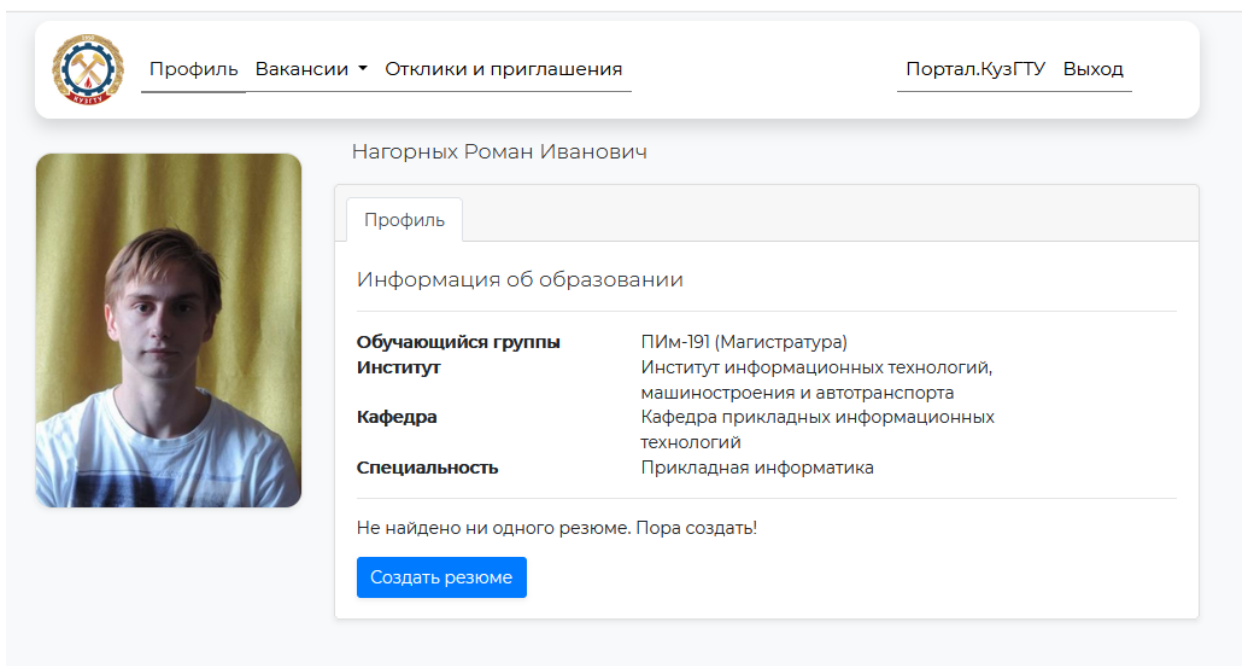 1950
КУЗГТУ
Профиль Вакансии Отклики и приглашения Портал.КузГТУ Выход
Нагорных Роман Иванович
Профиль
Информация об образовании
Обучающийся группы ПИм-191 (Магистратура)
Институт Институт информационных технологий,
машиностроения и автотранспорта
Кафедра Кафедра прикладных информационных
технологий
Специальность Прикладная информатика
Не найдено ни одного резюме. Пора создать!
Создать резюме